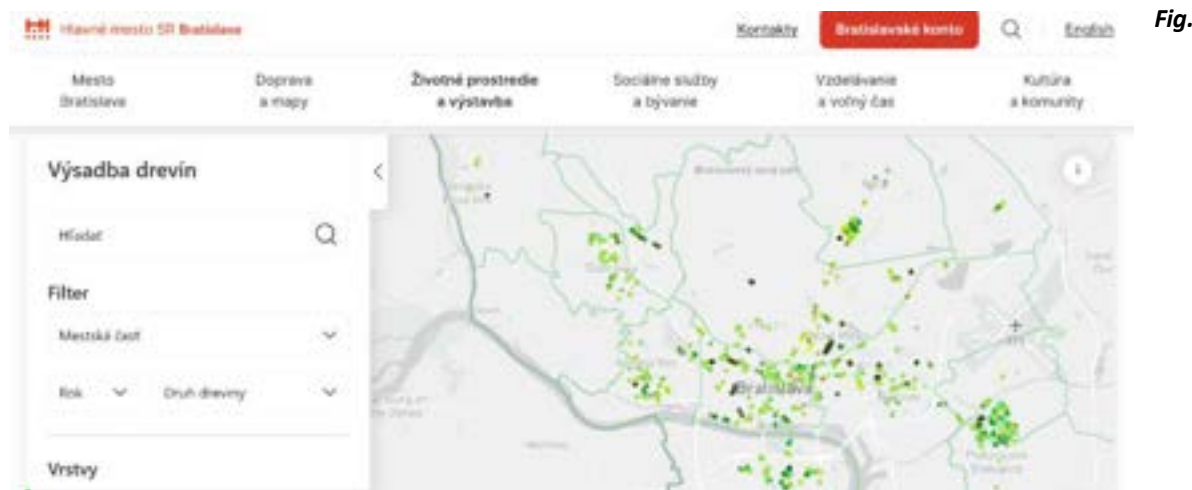 Hlavné mesto SR Bratislava
Kontakty
Bratislavské konto
English
Fig.
Mesto
Bratislava
Doprava
a mapy
Životné prostredie
a výstavba
Sociálne služby
a bývanie
Vzdelávanie
a voľný čas
Kultúra
a komunity
Výsadba drevín
Hľadať
Filter
Mestská časť
Rok
Druh dreviny
Vrstvy
Bratislava